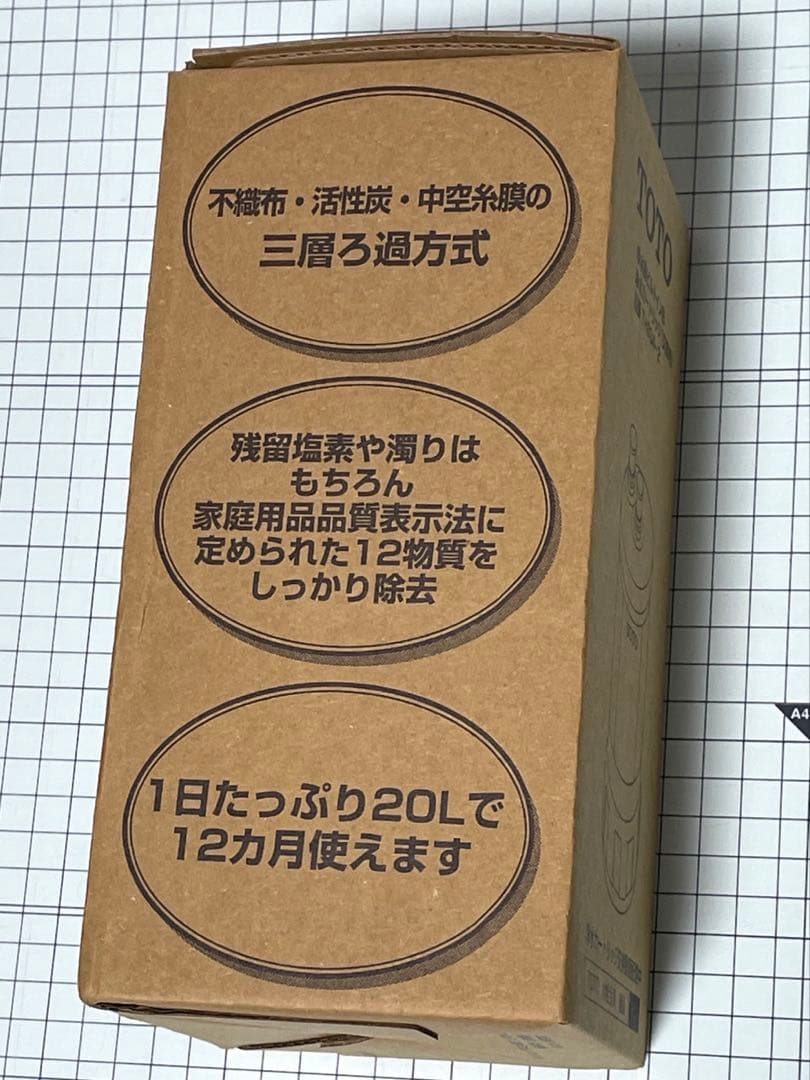 不織布・活性炭・中空糸膜の
三層ろ過方式
残留塩素や濁りは
もちろん
家庭用品品質表示法に
定められた12物質を
しっかり除去
1日たっぷり20Lで
12カ月使えます
TOTO
A4